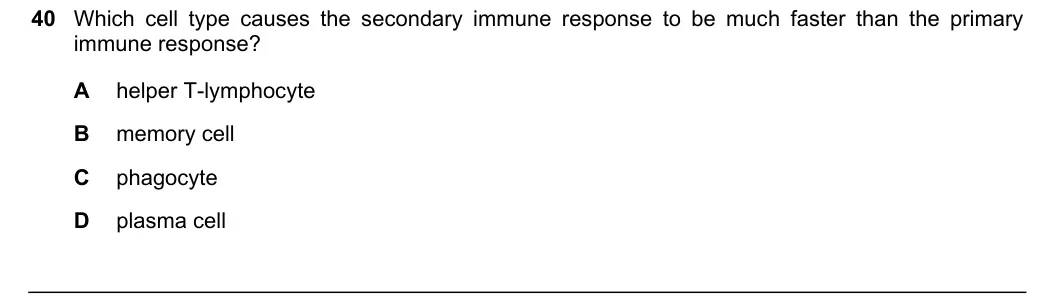 40 Which cell type causes the secondary immune response to be much faster than the primary
immune response?
A helper T-lymphocyte
B memory cell
C phagocyte
D plasma cell